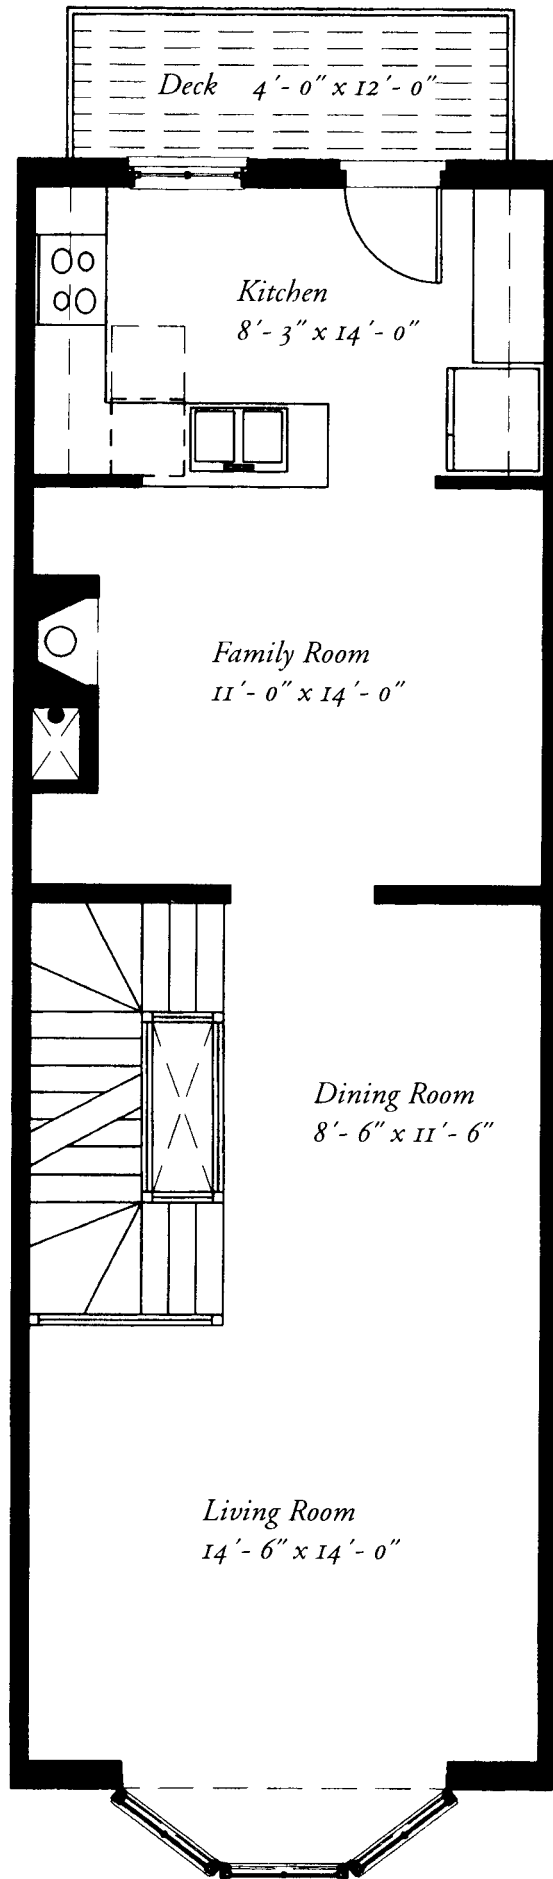 Deck 4'-0" x 12'-0"
Kitchen
8'-3" x 14'-0"
Family Room
11'-0" x 14'-0"
Dining Room
8'-6" x 11'-6"
Living Room
14'-6" x 14'-0"